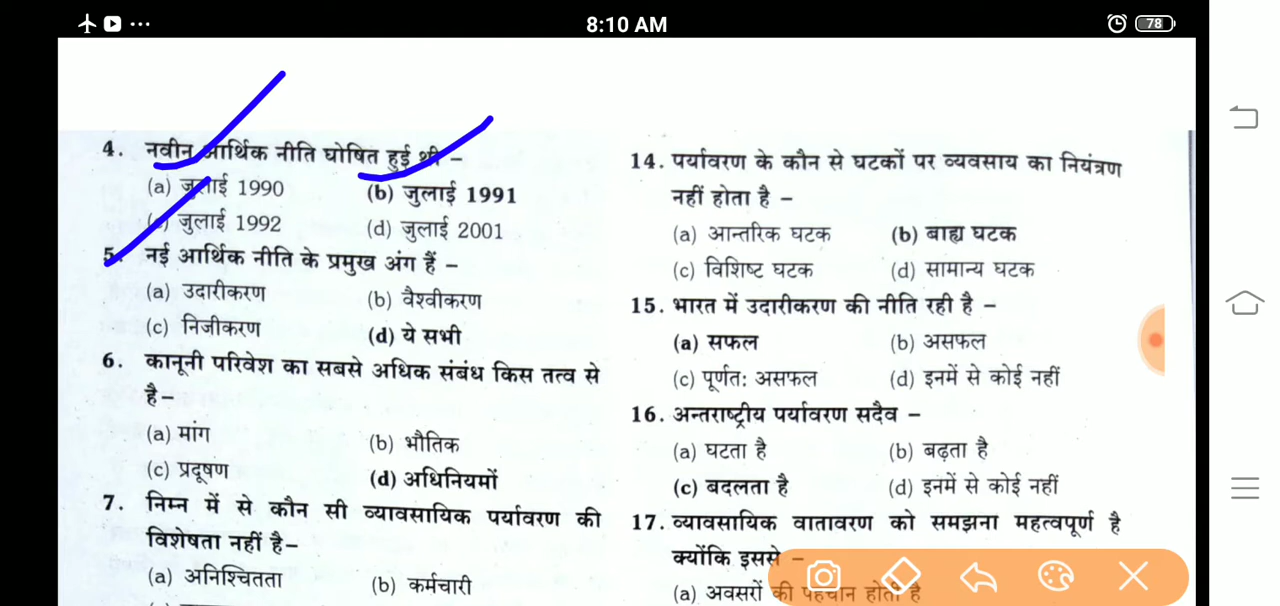 8:10 AM
78
4. नवीन आर्थिक नीति घोषित हुई थी –
(a) जुलाई 1990 (b) जुलाई 1991
(c) जुलाई 1992 (d) जुलाई 2001
5. नई आर्थिक नीति के प्रमुख अंग हैं –
(a) उदारीकरण (b) वैश्वीकरण
(c) निजीकरण (d) ये सभी
6. कानूनी परिवेश का सबसे अधिक संबंध किस तत्व से
है–
(a) मांग (b) भौतिक
(c) प्रदूषण (d) अधिनियमों
7. निम्न में से कौन सी व्यावसायिक पर्यावरण की
विशेषता नहीं है–
(a) अनिश्चितता (b) कर्मचारी
14. पर्यावरण के कौन से घटकों पर व्यवसाय का नियंत्रण
नहीं होता है –
(a) आन्तरिक घटक (b) बाह्य घटक
(c) विशिष्ट घटक (d) सामान्य घटक
15. भारत में उदारीकरण की नीति रही है –
(a) सफल (b) असफल
(c) पूर्णत: असफल (d) इनमें से कोई नहीं
16. अन्तराष्ट्रीय पर्यावरण सदैव –
(a) घटता है (b) बढ़ता है
(c) बदलता है (d) इनमें से कोई नहीं
17. व्यावसायिक वातावरण को समझना महत्वपूर्ण है
क्योंकि इससे –
(a) अवसरों की पहचान होती है